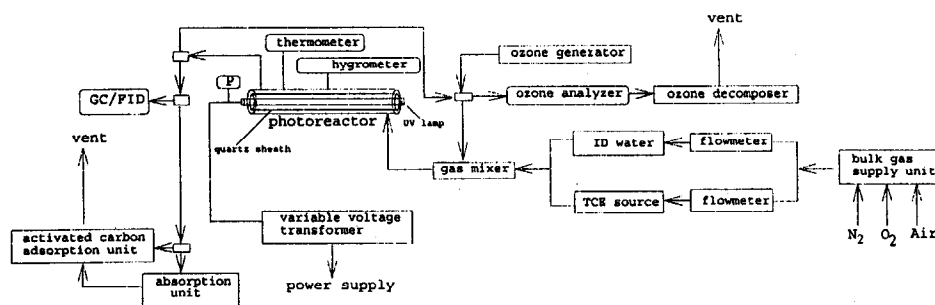 vent
thermometer
ozone generator
hygrometer
P
GC/FID
ozone analyzer
ozone decomposer
UV lamp
photoreactor
quartz sheath
vent
ID water
flowmeter
gas mixer
bulk gas
supply unit
TCE source
flowmeter
variable voltage
transformer
activated carbon
adsorption unit
N2 O2 Air
absorption
unit
power supply